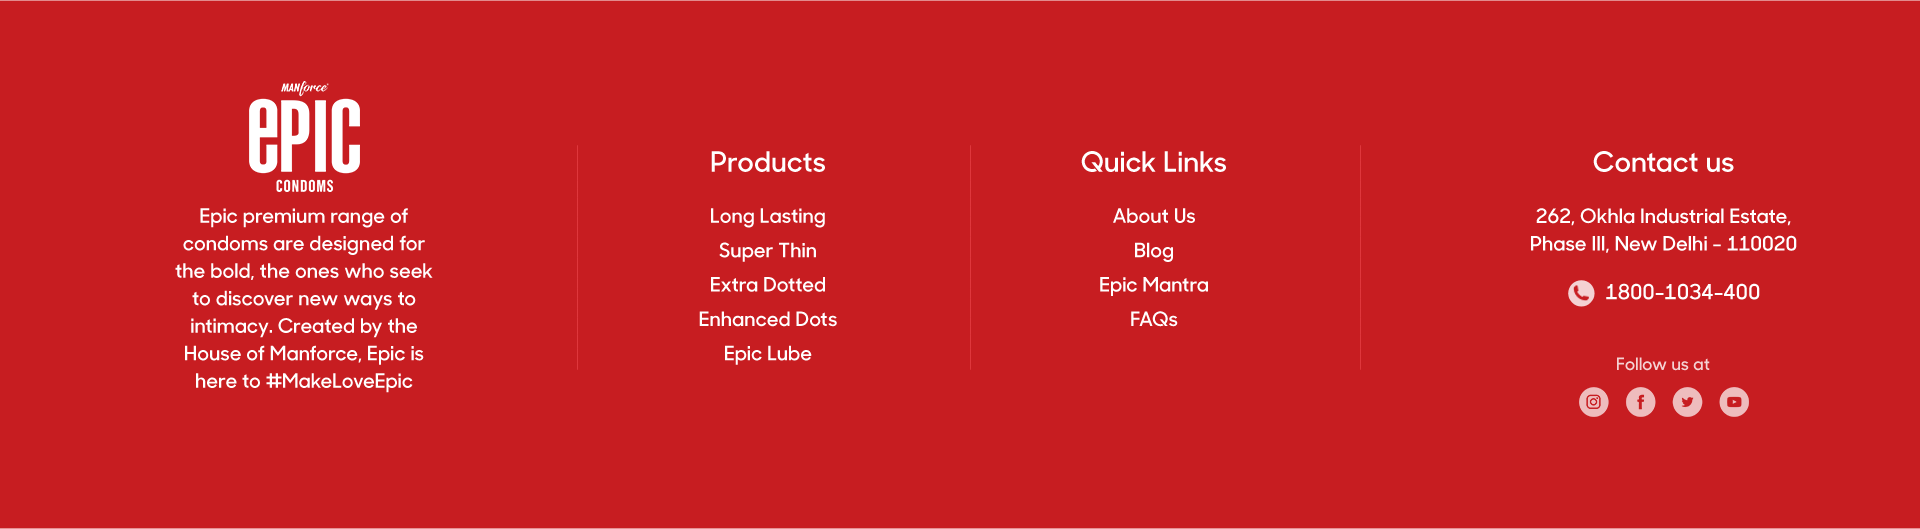 MANforce
EPIC
CONDOMS
Epic premium range of
condoms are designed for
the bold, the ones who seek
to discover new ways to
intimacy. Created by the
House of Manforce, Epic is
here to #MakeLoveEpic
Products
Long Lasting
Super Thin
Extra Dotted
Enhanced Dots
Epic Lube
Quick Links
About Us
Blog
Epic Mantra
FAQs
Contact us
262, Okhla Industrial Estate,
Phase III, New Delhi - 110020
1800-1034-400
Follow us at